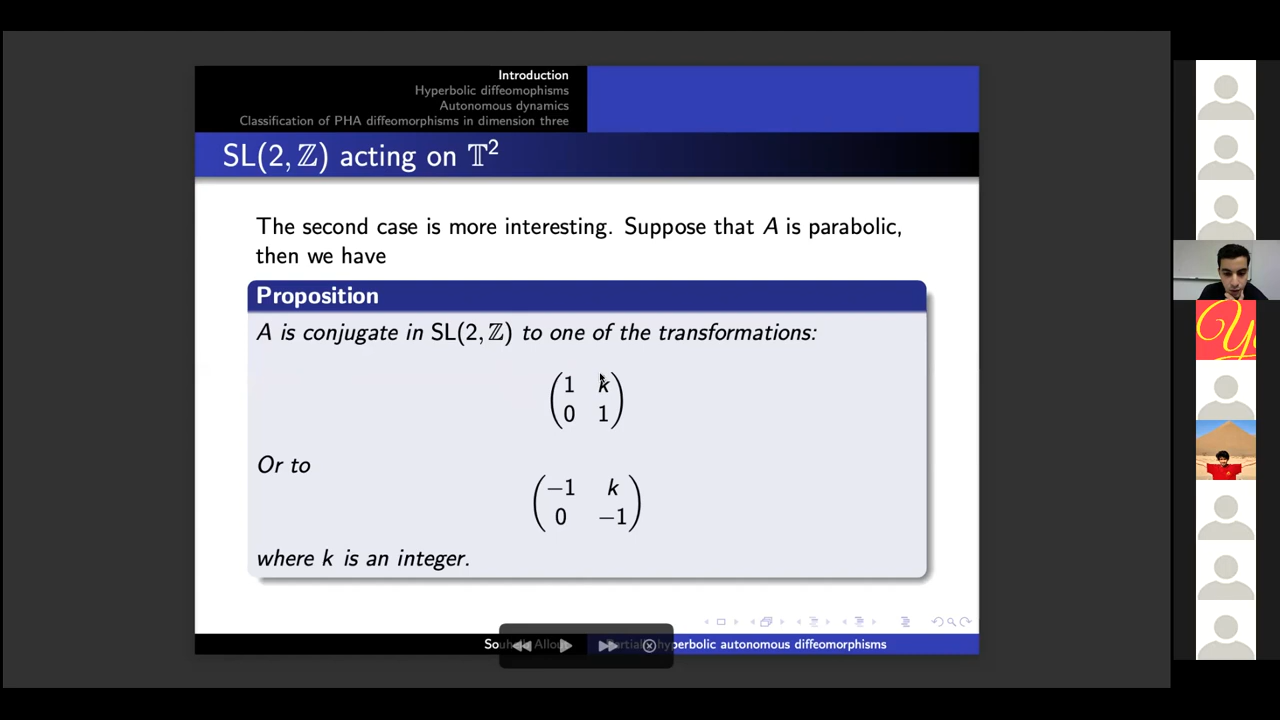 Introduction
Hyperbolic diffeomophisms
Autonomous dynamics
Classification of PHA diffeomorphisms in dimension three
SL(2, ℤ) acting on 𝕋²
The second case is more interesting. Suppose that A is parabolic,
then we have
Proposition
A is conjugate in SL(2, ℤ) to one of the transformations:
1 k
0 1
Or to
−1 k
0 −1
where k is an integer.
hyperbolic autonomous diffeomorphisms